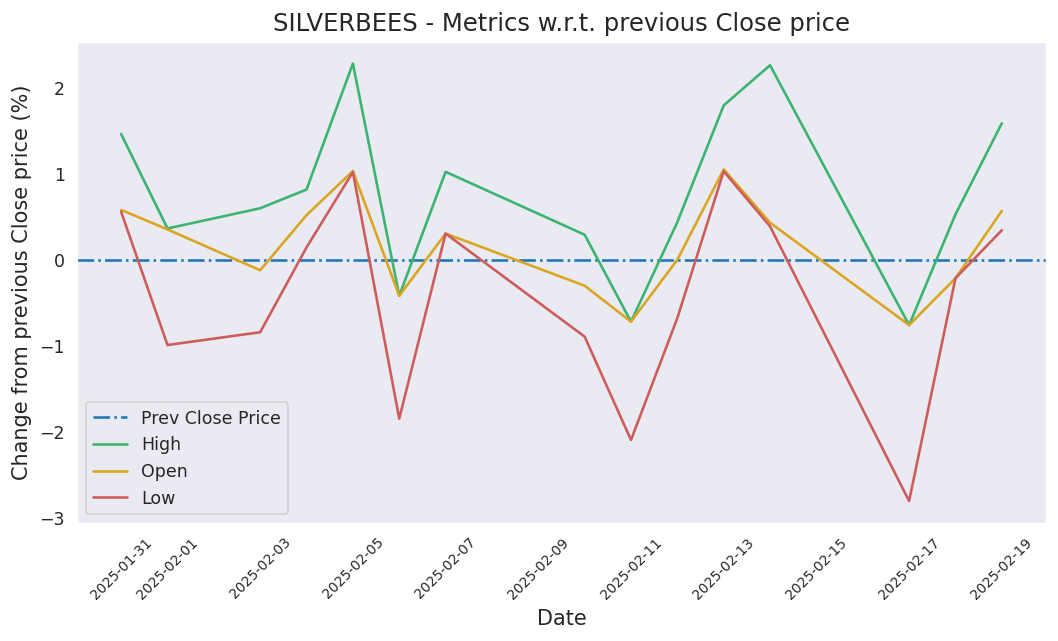 SILVERBEES - Metrics w.r.t. previous Close price
Change from previous Close price (%)
2
1
0
−1
−2
−3
Prev Close Price
High
Open
Low
2025-01-31
2025-02-01
2025-02-03
2025-02-05
2025-02-07
2025-02-09
2025-02-11
2025-02-13
2025-02-15
2025-02-17
2025-02-19
Date